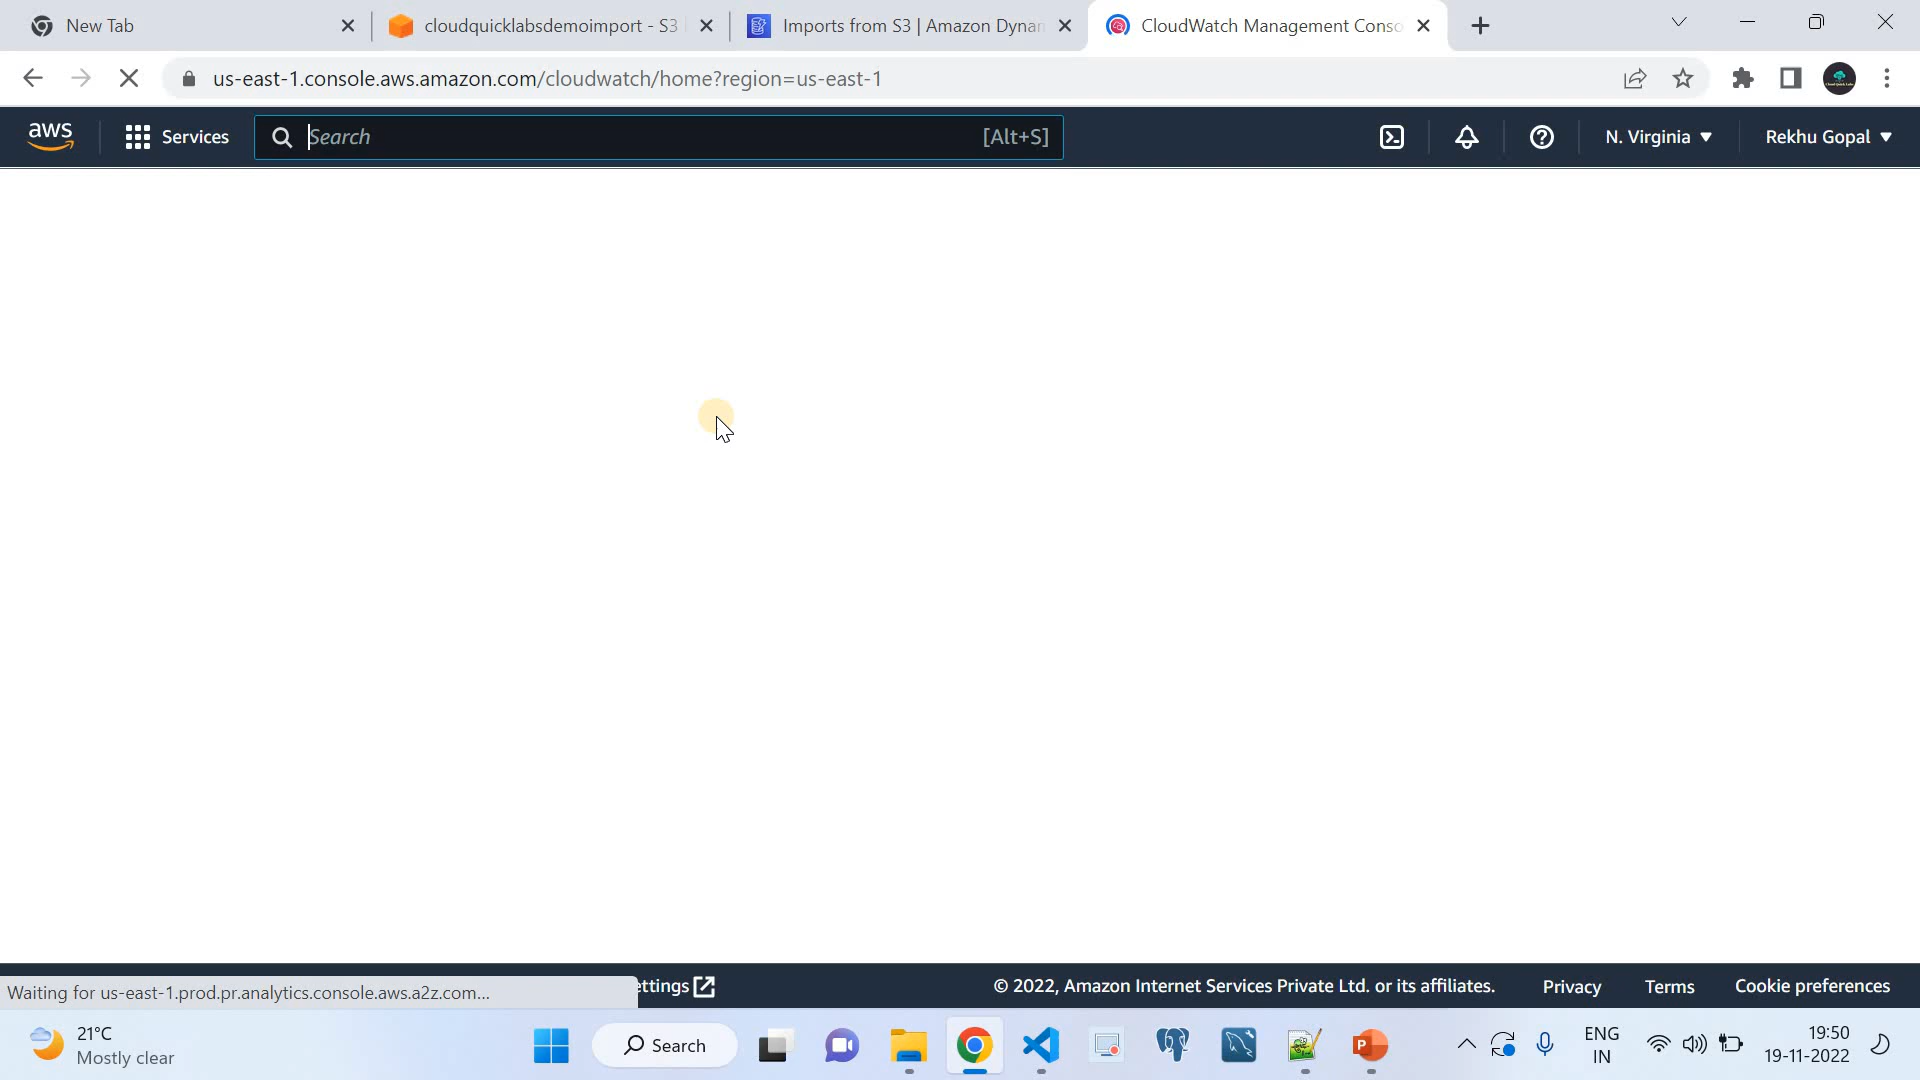 New Tab
cloudquicklabsdemoimport - S3
Imports from S3 | Amazon Dynan
CloudWatch Management Conso
us-east-1.console.aws.amazon.com/cloudwatch/home?region=us-east-1
aws
Services
Search
[Alt+S]
N. Virginia
Rekhu Gopal
Waiting for us-east-1.prod.pr.analytics.console.aws.a2z.com...
ettings
© 2022, Amazon Internet Services Private Ltd. or its affiliates.
Privacy
Terms
Cookie preferences
21°C
Mostly clear
Search
ENG
IN
19:50
19-11-2022